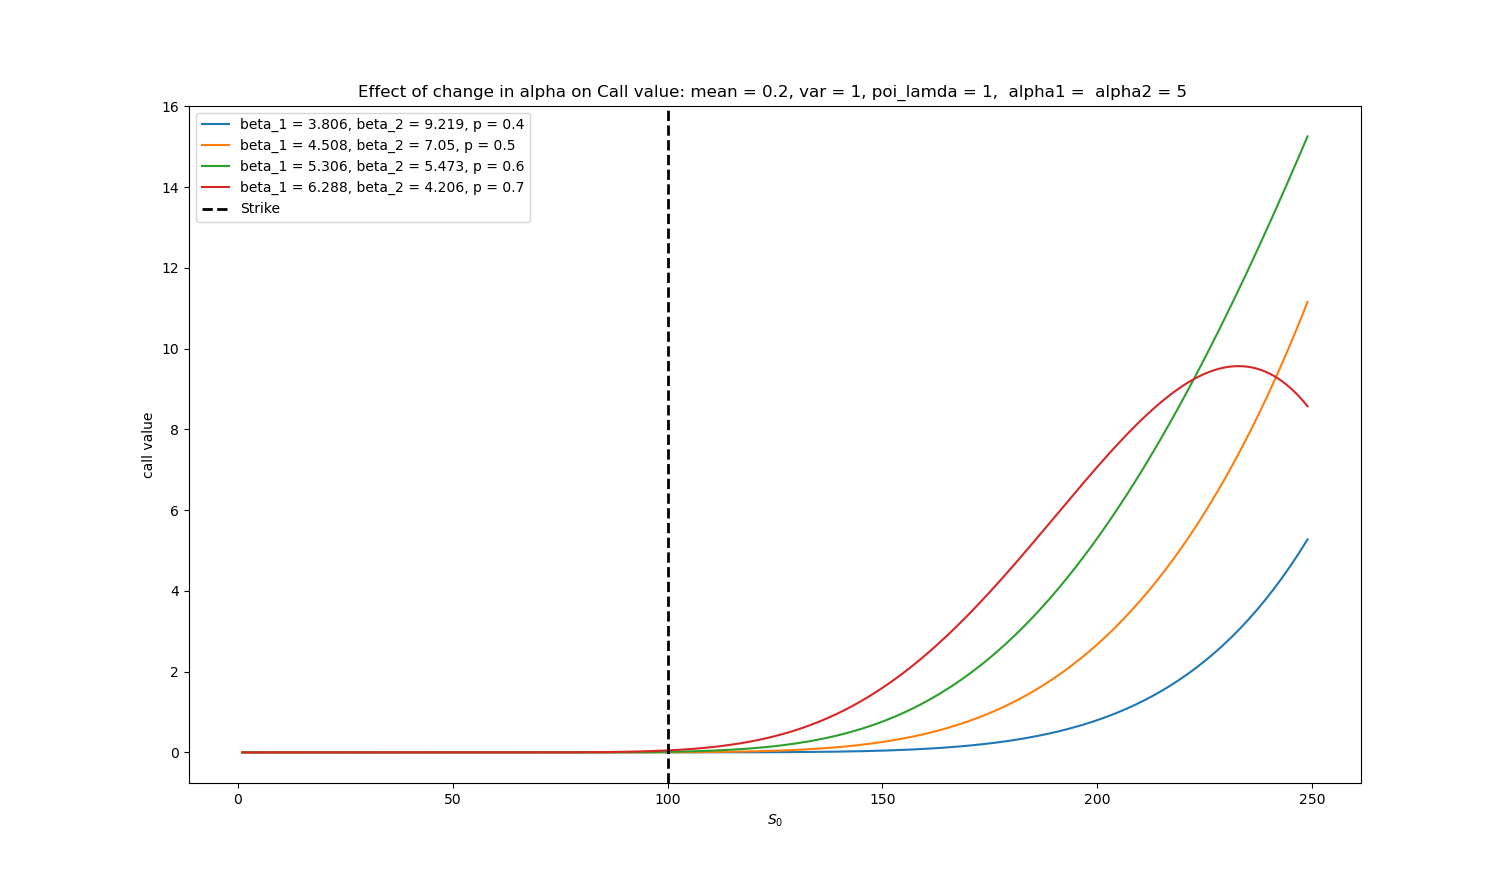 Effect of change in alpha on Call value: mean = 0.2, var = 1, poi_lamda = 1,  alpha1 =  alpha2 = 5
16
14
12
10
8
6
4
2
0
call value
beta_1 = 3.806, beta_2 = 9.219, p = 0.4
beta_1 = 4.508, beta_2 = 7.05, p = 0.5
beta_1 = 5.306, beta_2 = 5.473, p = 0.6
beta_1 = 6.288, beta_2 = 4.206, p = 0.7
Strike
0 50 100 150 200 250
S₀